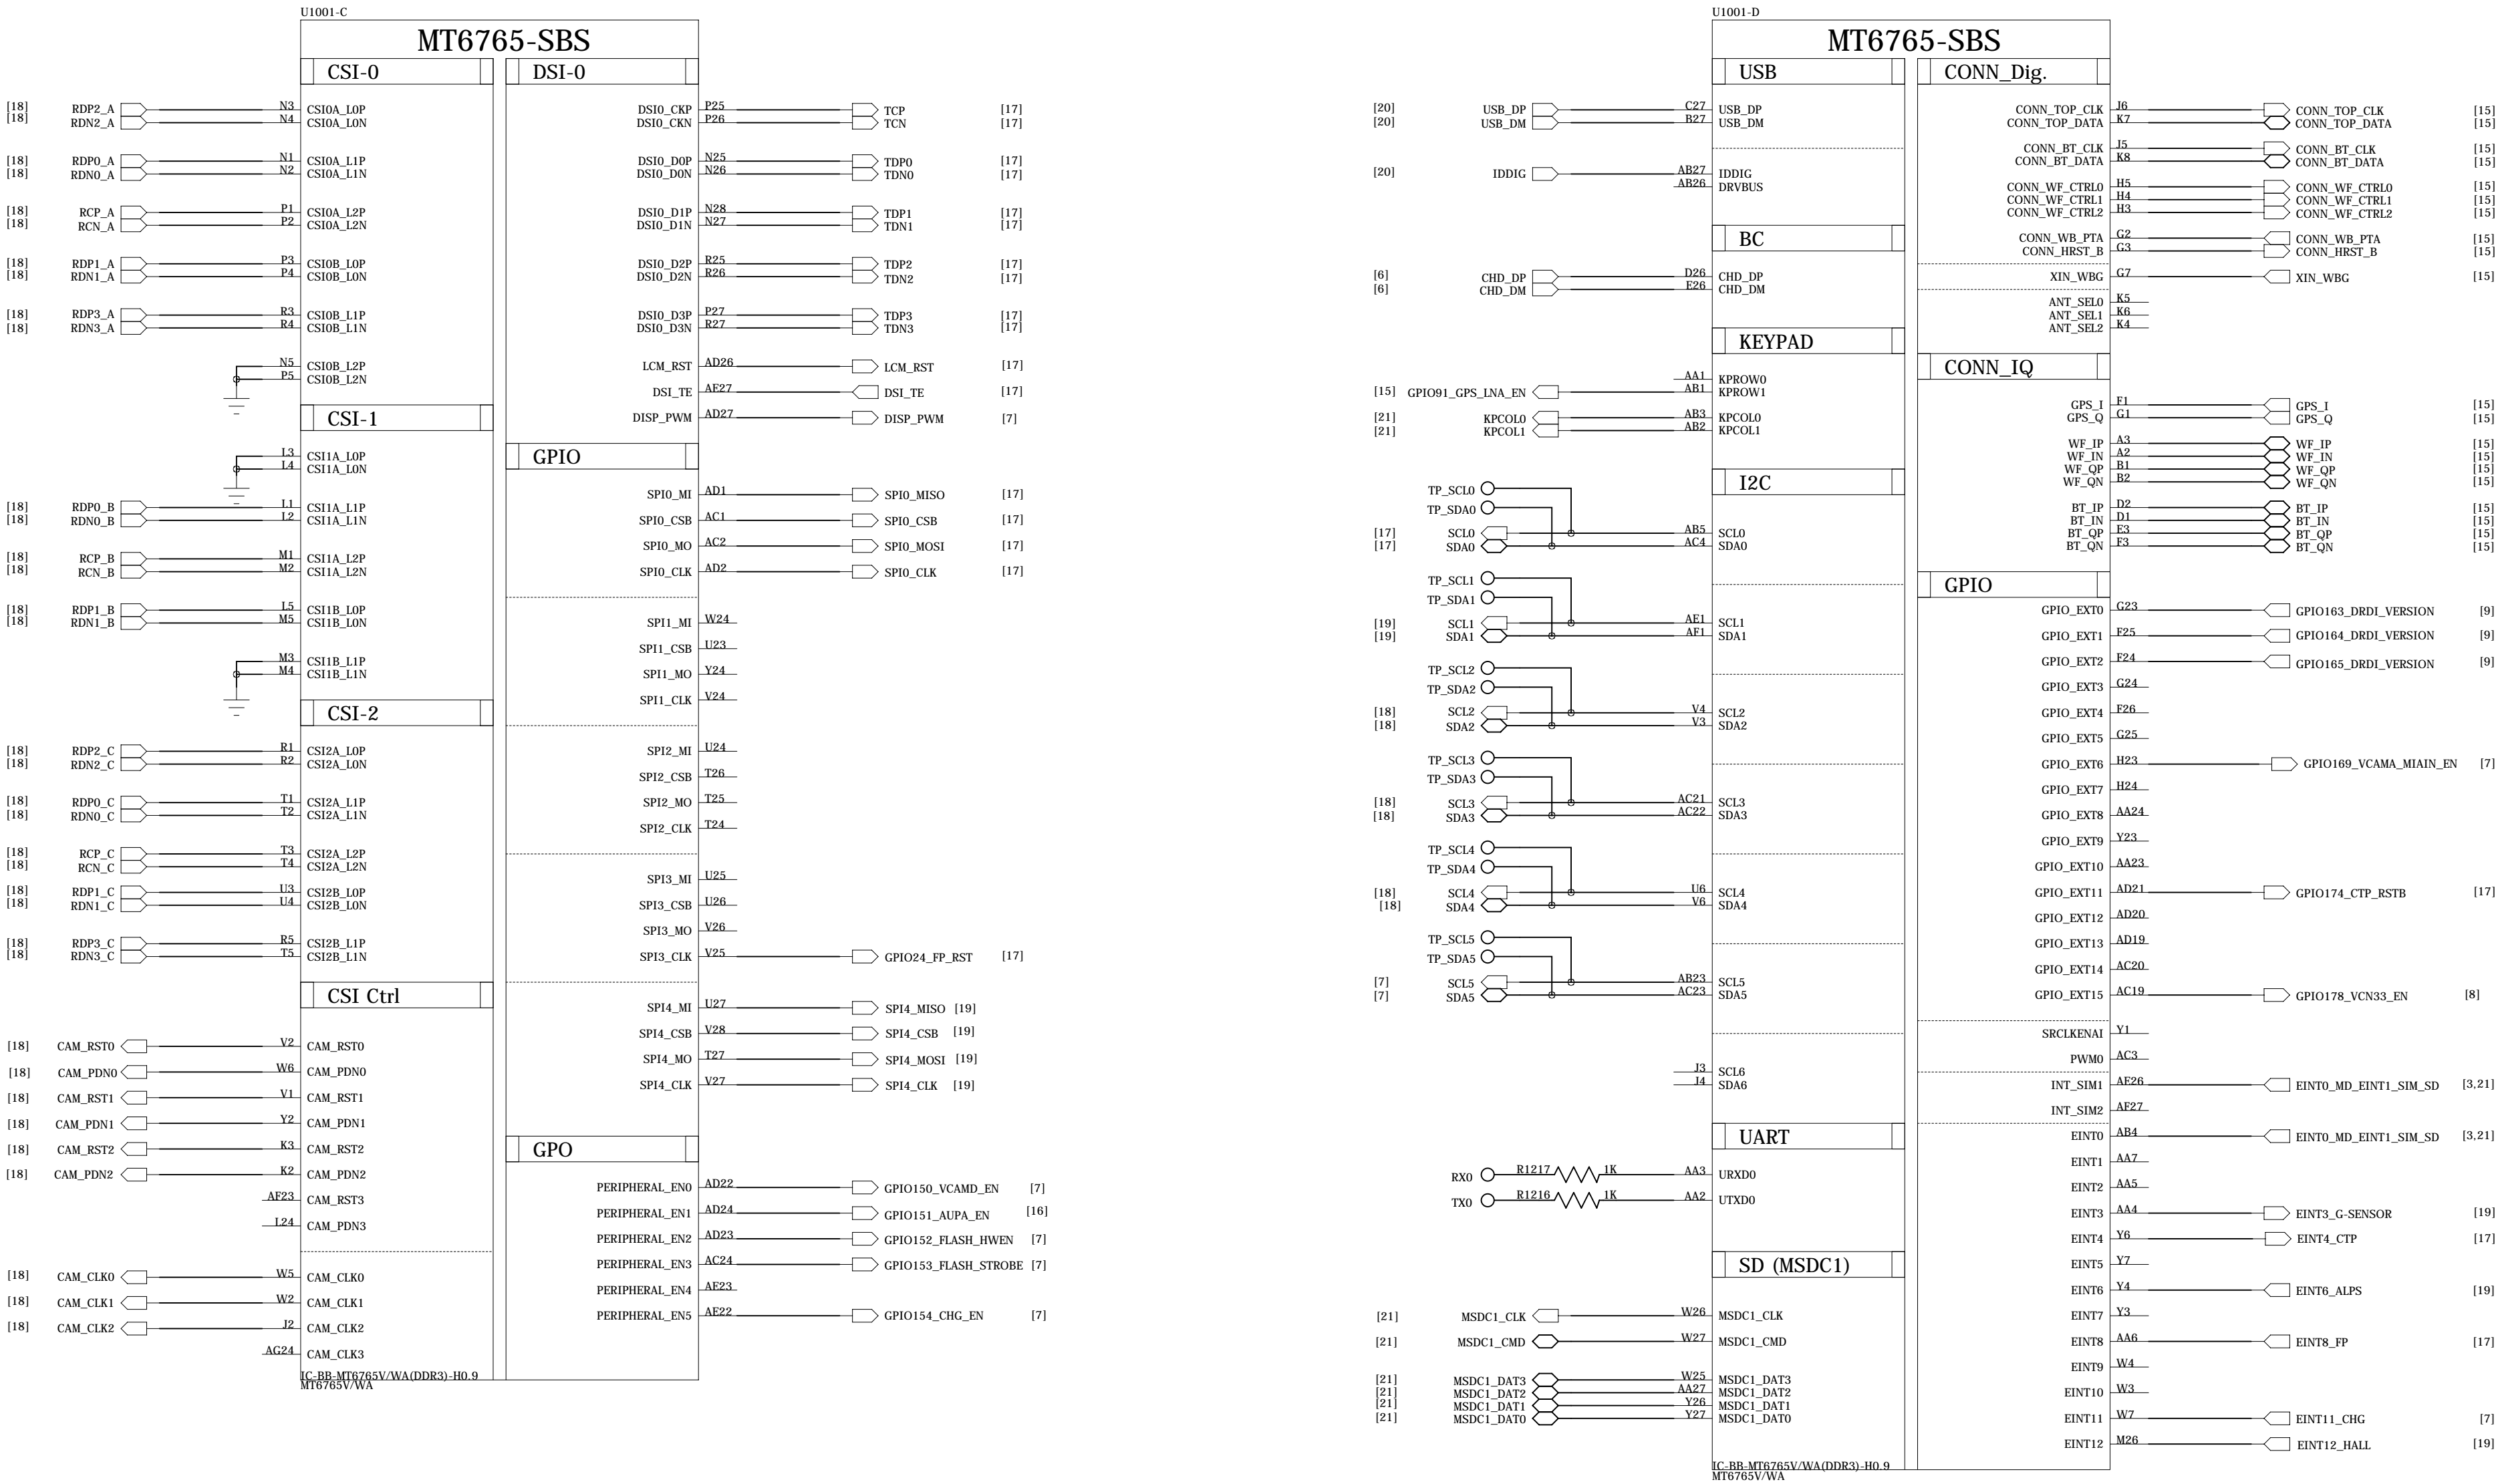 U1001-C
MT6765-SBS
CSI-0
[18] RDP2_A N3 CSI0A_L0P
[18] RDN2_A N4 CSI0A_L0N
[18] RDP0_A N1 CSI0A_L1P
[18] RDN0_A N2 CSI0A_L1N
[18] RCP_A P1 CSI0A_L2P
[18] RCN_A P2 CSI0A_L2N
[18] RDP1_A P3 CSI0B_L0P
[18] RDN1_A P4 CSI0B_L0N
[18] RDP3_A R3 CSI0B_L1P
[18] RDN3_A R4 CSI0B_L1N
N5 CSI0B_L2P
P5 CSI0B_L2N
CSI-1
L3 CSI1A_L0P
L4 CSI1A_L0N
[18] RDP0_B L1 CSI1A_L1P
[18] RDN0_B L2 CSI1A_L1N
[18] RCP_B M1 CSI1A_L2P
[18] RCN_B M2 CSI1A_L2N
[18] RDP1_B L5 CSI1B_L0P
[18] RDN1_B M5 CSI1B_L0N
M3 CSI1B_L1P
M4 CSI1B_L1N
CSI-2
[18] RDP2_C R1 CSI2A_L0P
[18] RDN2_C R2 CSI2A_L0N
[18] RDP0_C T1 CSI2A_L1P
[18] RDN0_C T2 CSI2A_L1N
[18] RCP_C T3 CSI2A_L2P
[18] RCN_C T4 CSI2A_L2N
[18] RDP1_C U3 CSI2B_L0P
[18] RDN1_C U4 CSI2B_L0N
[18] RDP3_C R5 CSI2B_L1P
[18] RDN3_C T5 CSI2B_L1N
CSI Ctrl
[18] CAM_RST0 V2 CAM_RST0
[18] CAM_PDN0 W6 CAM_PDN0
[18] CAM_RST1 V1 CAM_RST1
[18] CAM_PDN1 Y2 CAM_PDN1
[18] CAM_RST2 K3 CAM_RST2
[18] CAM_PDN2 K2 CAM_PDN2
AF23 CAM_RST3
L24 CAM_PDN3
[18] CAM_CLK0 W5 CAM_CLK0
[18] CAM_CLK1 W2 CAM_CLK1
[18] CAM_CLK2 J2 CAM_CLK2
AG24 CAM_CLK3
IC-BB-MT6765V/WA(DDR3)-H0.9
MT6765V/WA
DSI-0
DSI0_CKP P25 TCP [17]
DSI0_CKN P26 TCN [17]
DSI0_D0P N25 TDP0 [17]
DSI0_D0N N26 TDN0 [17]
DSI0_D1P N28 TDP1 [17]
DSI0_D1N N27 TDN1 [17]
DSI0_D2P R25 TDP2 [17]
DSI0_D2N R26 TDN2 [17]
DSI0_D3P P27 TDP3 [17]
DSI0_D3N R27 TDN3 [17]
LCM_RST AD26 LCM_RST [17]
DSI_TE AE27 DSI_TE [17]
DISP_PWM AD27 DISP_PWM [7]
GPIO
SPI0_MI AD1 SPI0_MISO [17]
SPI0_CSB AC1 SPI0_CSB [17]
SPI0_MO AC2 SPI0_MOSI [17]
SPI0_CLK AD2 SPI0_CLK [17]
SPI1_MI W24
SPI1_CSB U23
SPI1_MO Y24
SPI1_CLK V24
SPI2_MI U24
SPI2_CSB T26
SPI2_MO T25
SPI2_CLK T24
SPI3_MI U25
SPI3_CSB U26
SPI3_MO V26
SPI3_CLK V25 GPIO24_FP_RST [17]
SPI4_MI U27 SPI4_MISO [19]
SPI4_CSB V28 SPI4_CSB [19]
SPI4_MO T27 SPI4_MOSI [19]
SPI4_CLK V27 SPI4_CLK [19]
GPO
PERIPHERAL_EN0 AD22 GPIO150_VCAMD_EN [7]
PERIPHERAL_EN1 AD24 GPIO151_AUPA_EN [16]
PERIPHERAL_EN2 AD23 GPIO152_FLASH_HWEN [7]
PERIPHERAL_EN3 AC24 GPIO153_FLASH_STROBE [7]
PERIPHERAL_EN4 AE23
PERIPHERAL_EN5 AE22 GPIO154_CHG_EN [7]
U1001-D
MT6765-SBS
USB
[20] USB_DP C27 USB_DP
[20] USB_DM B27 USB_DM
[20] IDDIG AB27 IDDIG
AB26 DRVBUS
BC
[6] CHD_DP D26 CHD_DP
[6] CHD_DM E26 CHD_DM
KEYPAD
AA1 KPROW0
[15] GPIO91_GPS_LNA_EN AB1 KPROW1
[21] KPCOL0 AB3 KPCOL0
[21] KPCOL1 AB2 KPCOL1
I2C
TP_SCL0
TP_SDA0
[17] SCL0 AB5 SCL0
[17] SDA0 AC4 SDA0
TP_SCL1
TP_SDA1
[19] SCL1 AE1 SCL1
[19] SDA1 AF1 SDA1
TP_SCL2
TP_SDA2
[18] SCL2 V4 SCL2
[18] SDA2 V3 SDA2
TP_SCL3
TP_SDA3
[18] SCL3 AC21 SCL3
[18] SDA3 AC22 SDA3
TP_SCL4
TP_SDA4
[18] SCL4 U6 SCL4
[18] SDA4 V6 SDA4
TP_SCL5
TP_SDA5
[7] SCL5 AB23 SCL5
[7] SDA5 AC23 SDA5
J3 SCL6
J4 SDA6
UART
RX0 R1217 1K AA3 URXD0
TX0 R1216 1K AA2 UTXD0
SD (MSDC1)
[21] MSDC1_CLK W26 MSDC1_CLK
[21] MSDC1_CMD W27 MSDC1_CMD
[21] MSDC1_DAT3 W25 MSDC1_DAT3
[21] MSDC1_DAT2 AA27 MSDC1_DAT2
[21] MSDC1_DAT1 Y26 MSDC1_DAT1
[21] MSDC1_DAT0 Y27 MSDC1_DAT0
IC-BB-MT6765V/WA(DDR3)-H0.9
MT6765V/WA
CONN_Dig.
CONN_TOP_CLK J6 CONN_TOP_CLK [15]
CONN_TOP_DATA K7 CONN_TOP_DATA [15]
CONN_BT_CLK J5 CONN_BT_CLK [15]
CONN_BT_DATA K8 CONN_BT_DATA [15]
CONN_WF_CTRL0 H5 CONN_WF_CTRL0 [15]
CONN_WF_CTRL1 H4 CONN_WF_CTRL1 [15]
CONN_WF_CTRL2 H3 CONN_WF_CTRL2 [15]
CONN_WB_PTA G2 CONN_WB_PTA [15]
CONN_HRST_B G3 CONN_HRST_B [15]
XIN_WBG G7 XIN_WBG [15]
ANT_SEL0 K5
ANT_SEL1 K6
ANT_SEL2 K4
CONN_IQ
GPS_I F1 GPS_I [15]
GPS_Q G1 GPS_Q [15]
WF_IP A3 WF_IP [15]
WF_IN A2 WF_IN [15]
WF_QP B1 WF_QP [15]
WF_QN B2 WF_QN [15]
BT_IP D2 BT_IP [15]
BT_IN D1 BT_IN [15]
BT_QP E3 BT_QP [15]
BT_QN F3 BT_QN [15]
GPIO
GPIO_EXT0 G23 GPIO163_DRDI_VERSION [9]
GPIO_EXT1 F25 GPIO164_DRDI_VERSION [9]
GPIO_EXT2 F24 GPIO165_DRDI_VERSION [9]
GPIO_EXT3 G24
GPIO_EXT4 F26
GPIO_EXT5 G25
GPIO_EXT6 H23 GPIO169_VCAMA_MIAIN_EN [7]
GPIO_EXT7 H24
GPIO_EXT8 AA24
GPIO_EXT9 Y23
GPIO_EXT10 AA23
GPIO_EXT11 AD21 GPIO174_CTP_RSTB [17]
GPIO_EXT12 AD20
GPIO_EXT13 AD19
GPIO_EXT14 AC20
GPIO_EXT15 AC19 GPIO178_VCN33_EN [8]
SRCLKENAI Y1
PWM0 AC3
INT_SIM1 AE26 EINT0_MD_EINT1_SIM_SD [3,21]
INT_SIM2 AF27
EINT0 AB4 EINT0_MD_EINT1_SIM_SD [3,21]
EINT1 AA7
EINT2 AA5
EINT3 AA4 EINT3_G-SENSOR [19]
EINT4 Y6 EINT4_CTP [17]
EINT5 Y7
EINT6 Y4 EINT6_ALPS [19]
EINT7 Y3
EINT8 AA6 EINT8_FP [17]
EINT9 W4
EINT10 W3
EINT11 W7 EINT11_CHG [7]
EINT12 M26 EINT12_HALL [19]